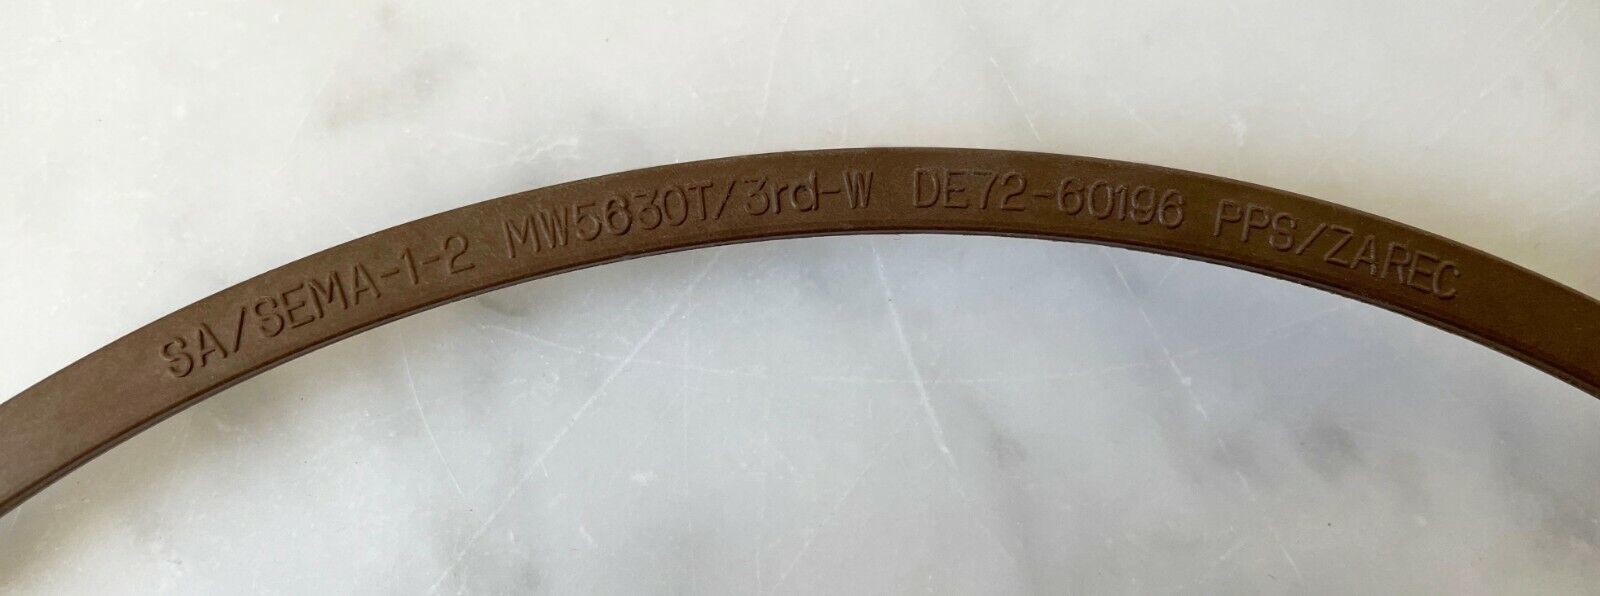 SA/SEMA-1-2 MW5630T/3rd-W DE72-60196 PPS/ZAREC